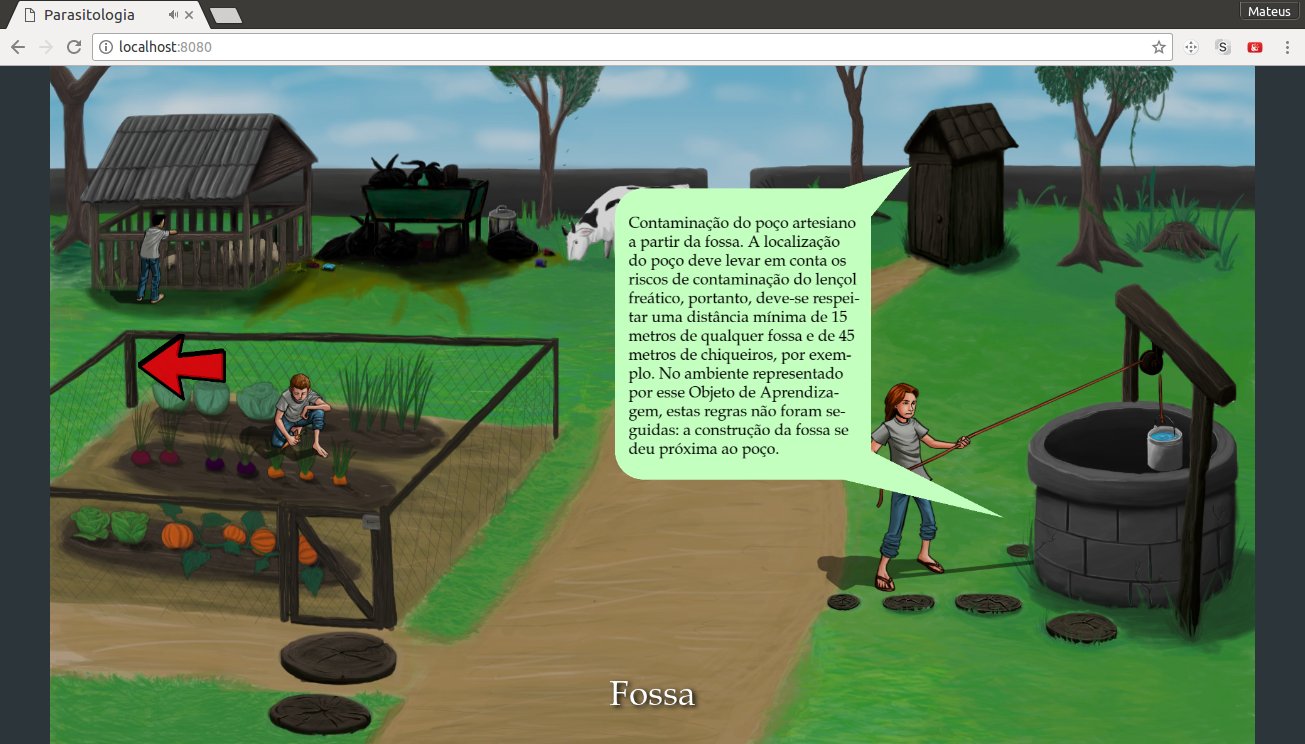 Parasitologia
Mateus
localhost:8080
S
Contaminação do poço artesiano
a partir da fossa. A localização
do poço deve levar em conta os
riscos de contaminação do lençol
freático, portanto, deve-se respei-
tar uma distância mínima de 15
metros de qualquer fossa e de 45
metros de chiqueiros, por exem-
plo. No ambiente representado
por esse Objeto de Aprendiza-
gem, estas regras não foram se-
guidas: a construção da fossa se
deu próxima ao poço.
Fossa